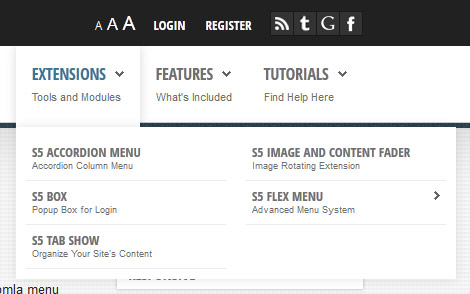 A A A LOGIN REGISTER t G f
EXTENSIONS FEATURES TUTORIALS
Tools and Modules What's Included Find Help Here
S5 ACCORDION MENU S5 IMAGE AND CONTENT FADER
Accordion Column Menu Image Rotating Extension
S5 BOX S5 FLEX MENU
Popup Box for Login Advanced Menu System
S5 TAB SHOW
Organize Your Site's Content
omla menu